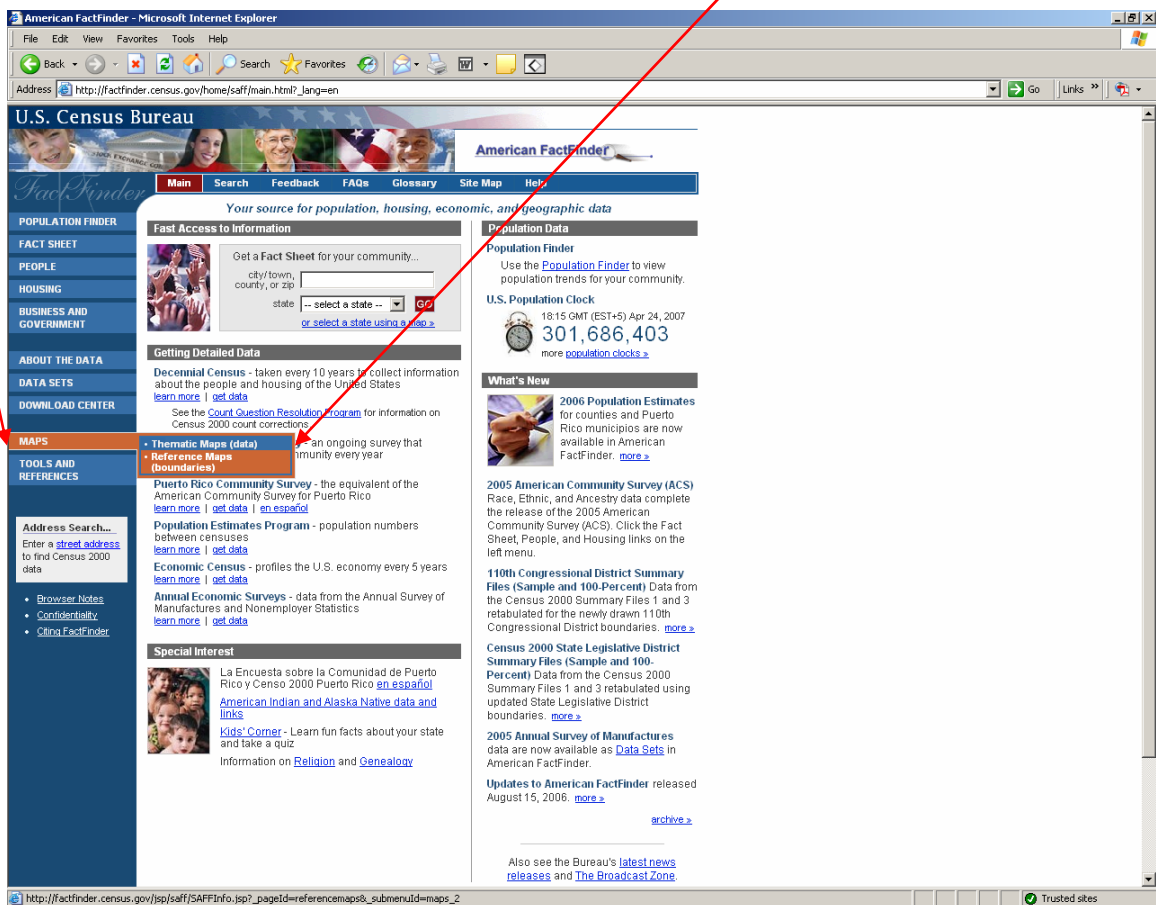 American FactFinder - Microsoft Internet Explorer
File Edit View Favorites Tools Help
Back Search Favorites
Address http://factfinder.census.gov/home/saff/main.html?_lang=en Go Links »
U.S. Census Bureau
STOCK EXCHANGE
American FactFinder
FactFinder
Main Search Feedback FAQs Glossary Site Map Help
Your source for population, housing, economic, and geographic data
POPULATION FINDER
FACT SHEET
PEOPLE
HOUSING
BUSINESS AND
GOVERNMENT
ABOUT THE DATA
DATA SETS
DOWNLOAD CENTER
MAPS
• Thematic Maps (data)
• Reference Maps
(boundaries)
TOOLS AND
REFERENCES
Address Search...
Enter a street address
to find Census 2000
data
• Browser Notes
• Confidentiality
• Citing FactFinder
Fast Access to Information
Get a Fact Sheet for your community...
city/town,
county, or zip
state -- select a state -- GO
or select a state using a map »
Getting Detailed Data
Decennial Census - taken every 10 years to collect information
about the people and housing of the United States
learn more | get data
See the Count Question Resolution Program for information on
Census 2000 count corrections
- an ongoing survey that
every year
Puerto Rico Community Survey - the equivalent of the
American Community Survey for Puerto Rico
learn more | get data | en español
Population Estimates Program - population numbers
between censuses
learn more | get data
Economic Census - profiles the U.S. economy every 5 years
learn more | get data
Annual Economic Surveys - data from the Annual Survey of
Manufactures and Nonemployer Statistics
learn more | get data
Special Interest
La Encuesta sobre la Comunidad de Puerto
Rico y Censo 2000 Puerto Rico en español
American Indian and Alaska Native data and
links
Kids' Corner - Learn fun facts about your state
and take a quiz
Information on Religion and Genealogy
Population Data
Population Finder
Use the Population Finder to view
population trends for your community.
U.S. Population Clock
18:15 GMT (EST+5) Apr 24, 2007
301,686,403
more population clocks »
What's New
2006 Population Estimates
for counties and Puerto
Rico municipios are now
available in American
FactFinder. more »
2005 American Community Survey (ACS)
Race, Ethnic, and Ancestry data complete
the release of the 2005 American
Community Survey (ACS). Click the Fact
Sheet, People, and Housing links on the
left menu.
110th Congressional District Summary
Files (Sample and 100-Percent) Data from
the Census 2000 Summary Files 1 and 3
retabulated for the newly drawn 110th
Congressional District boundaries. more »
Census 2000 State Legislative District
Summary Files (Sample and 100-
Percent) Data from the Census 2000
Summary Files 1 and 3 retabulated using
updated State Legislative District
boundaries. more »
2005 Annual Survey of Manufactures
data are now available as Data Sets in
American FactFinder.
Updates to American FactFinder released
August 15, 2006. more »
archive »
Also see the Bureau's latest news
releases and The Broadcast Zone.
http://factfinder.census.gov/jsp/saff/SAFFInfo.jsp?_pageId=referencemaps&_submenuId=maps_2 Trusted sites